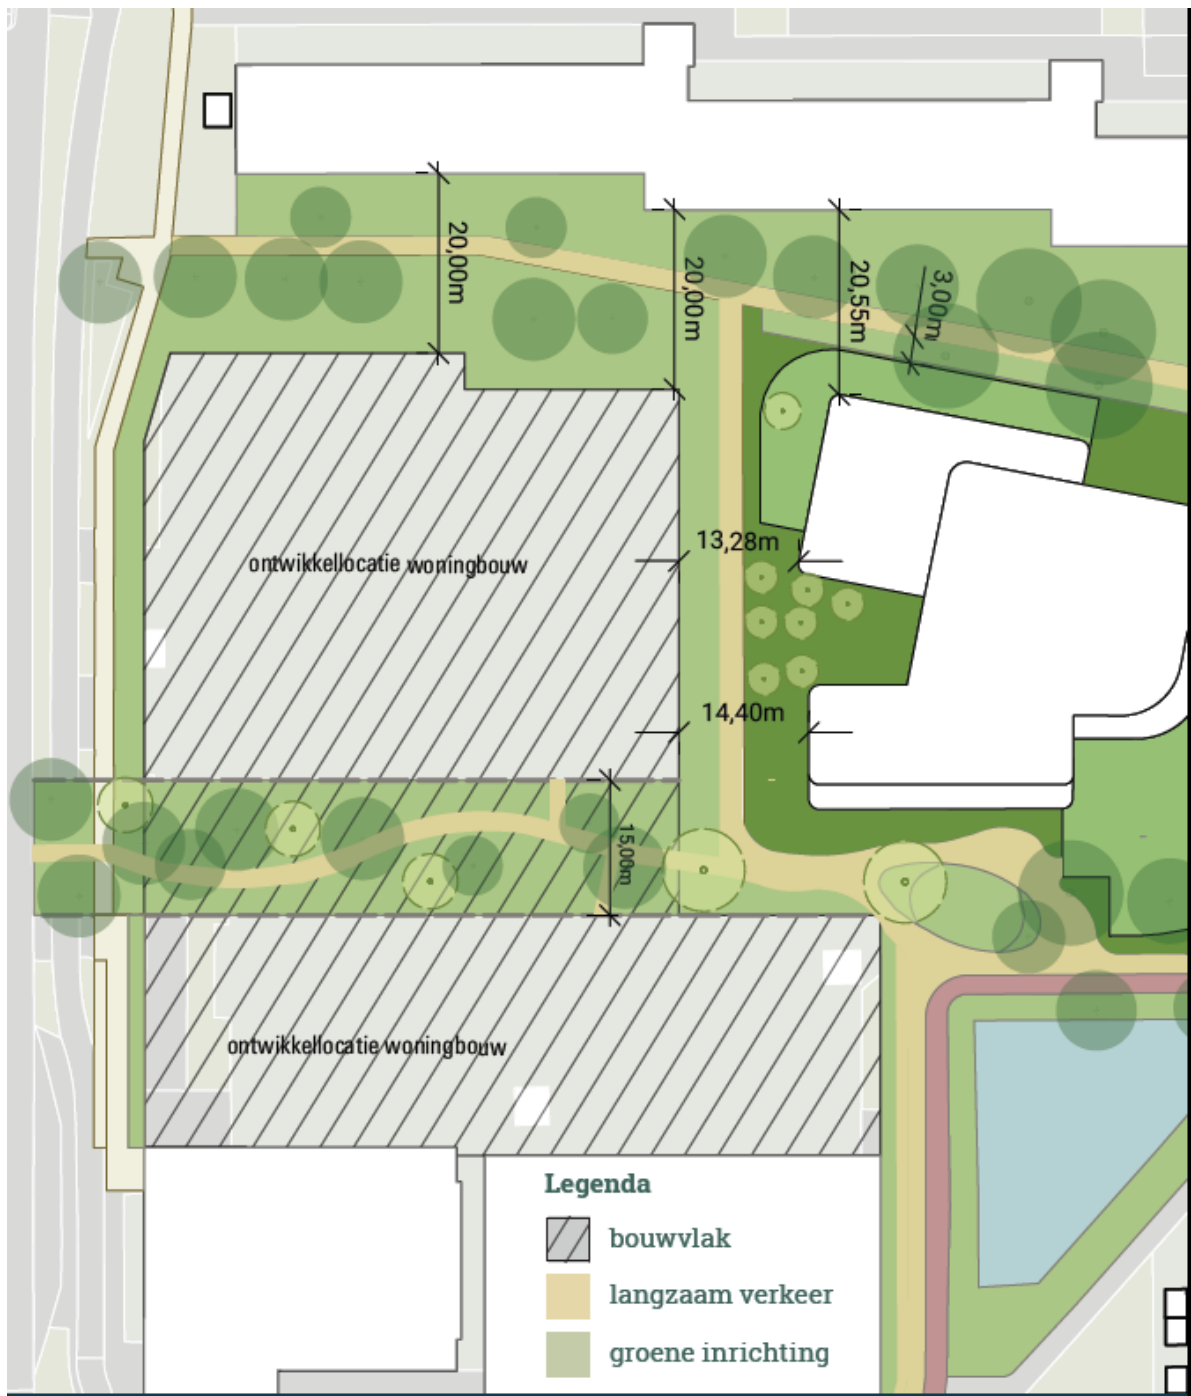 20,00m
20,00m
20,55m
3,00m
13,28m
ontwikkellocatie woningbouw
14,40m
15,00m
ontwikkellocatie woningbouw
Legenda
bouwvlak
langzaam verkeer
groene inrichting